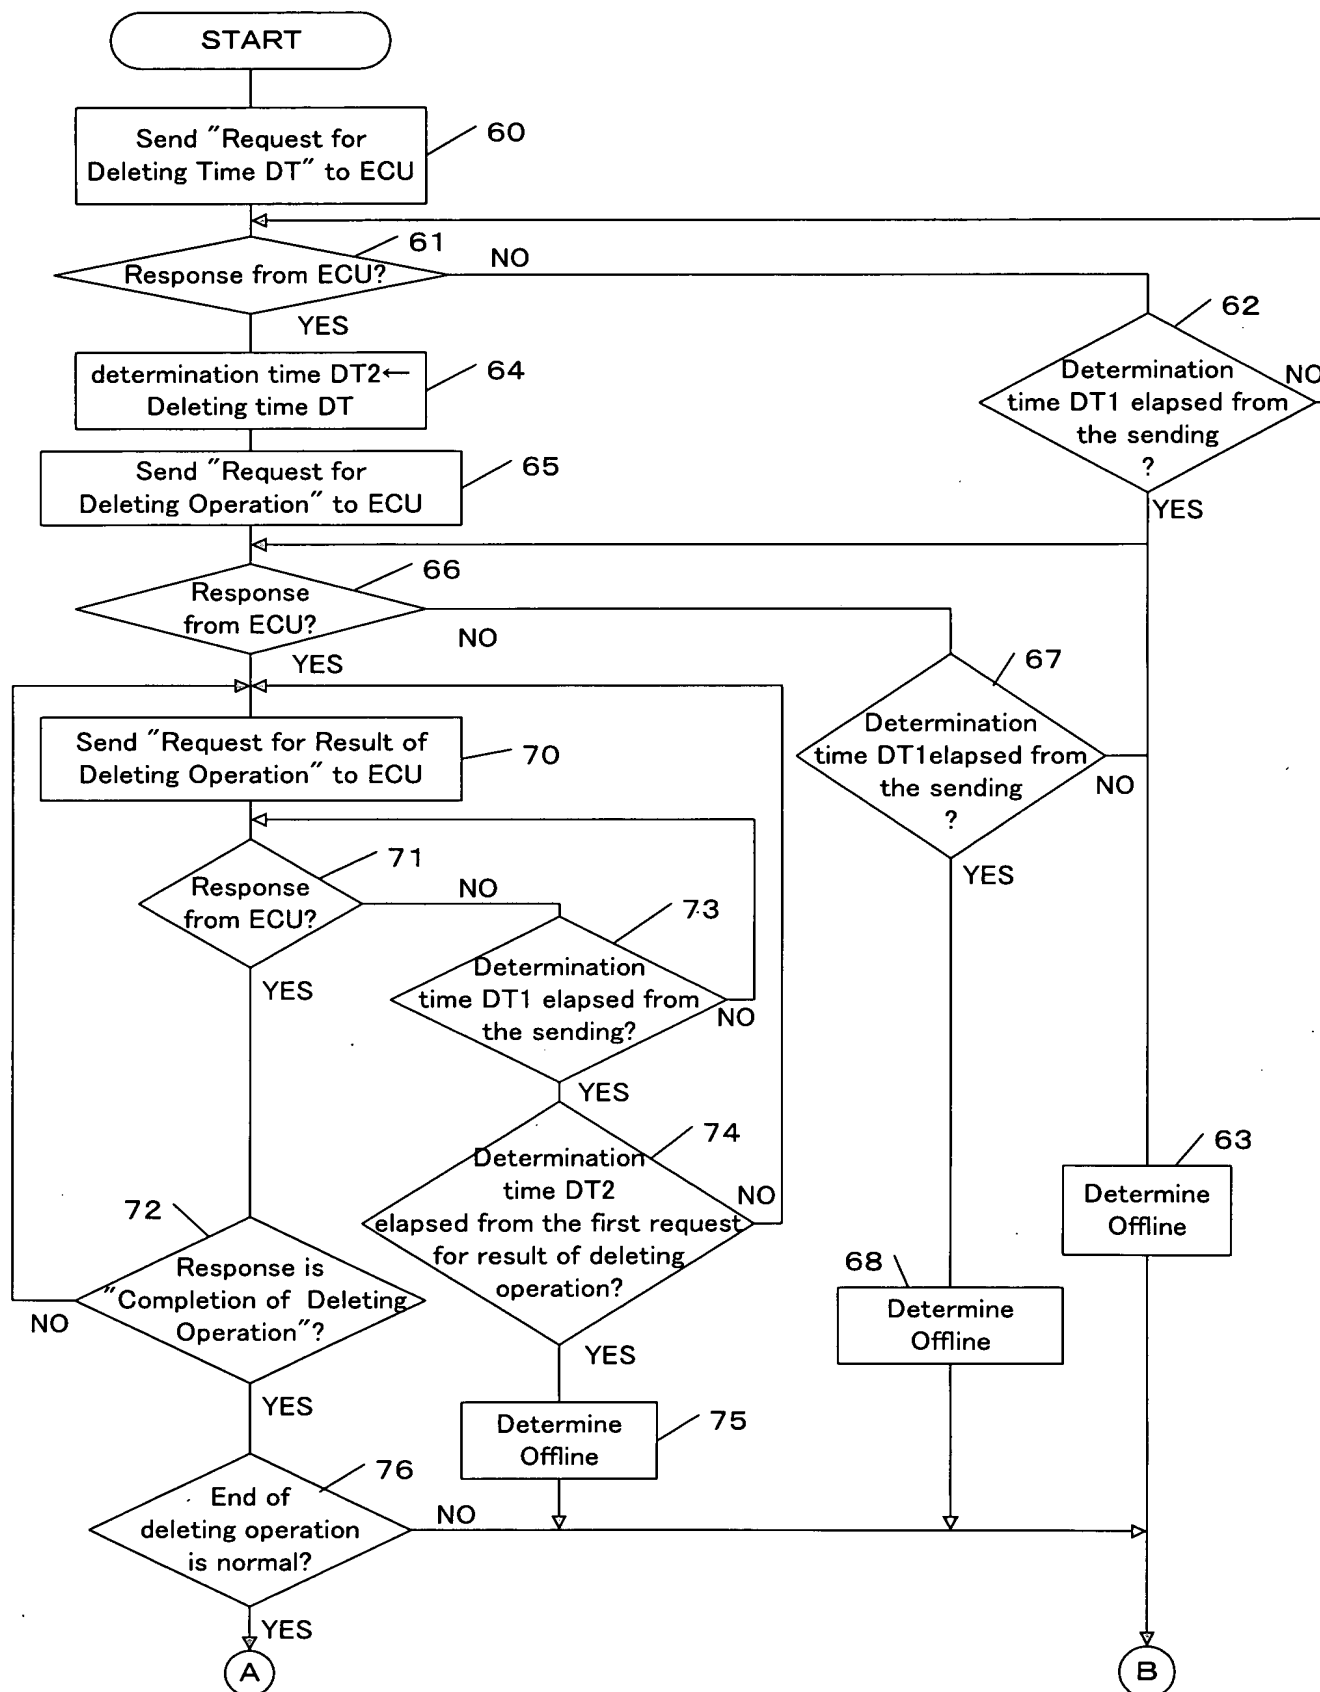 START
Send "Request for
Deleting Time DT" to ECU
60
61
Response from ECU?
NO
YES
62
Determination
time DT1 elapsed from
the sending
?
NO
YES
determination time DT2←
Deleting time DT
64
Send "Request for
Deleting Operation" to ECU
65
66
Response
from ECU?
NO
YES
67
Determination
time DT1elapsed from
the sending
?
NO
YES
Send "Request for Result of
Deleting Operation" to ECU
70
71
Response
from ECU?
NO
YES
73
Determination
time DT1 elapsed from
the sending?
NO
YES
74
Determination
time DT2
elapsed from the first request
for result of deleting
operation?
NO
YES
63
Determine
Offline
72
Response is
"Completion of Deleting
Operation"?
NO
YES
68
Determine
Offline
Determine
Offline
75
76
End of
deleting operation
is normal?
NO
YES
A
B